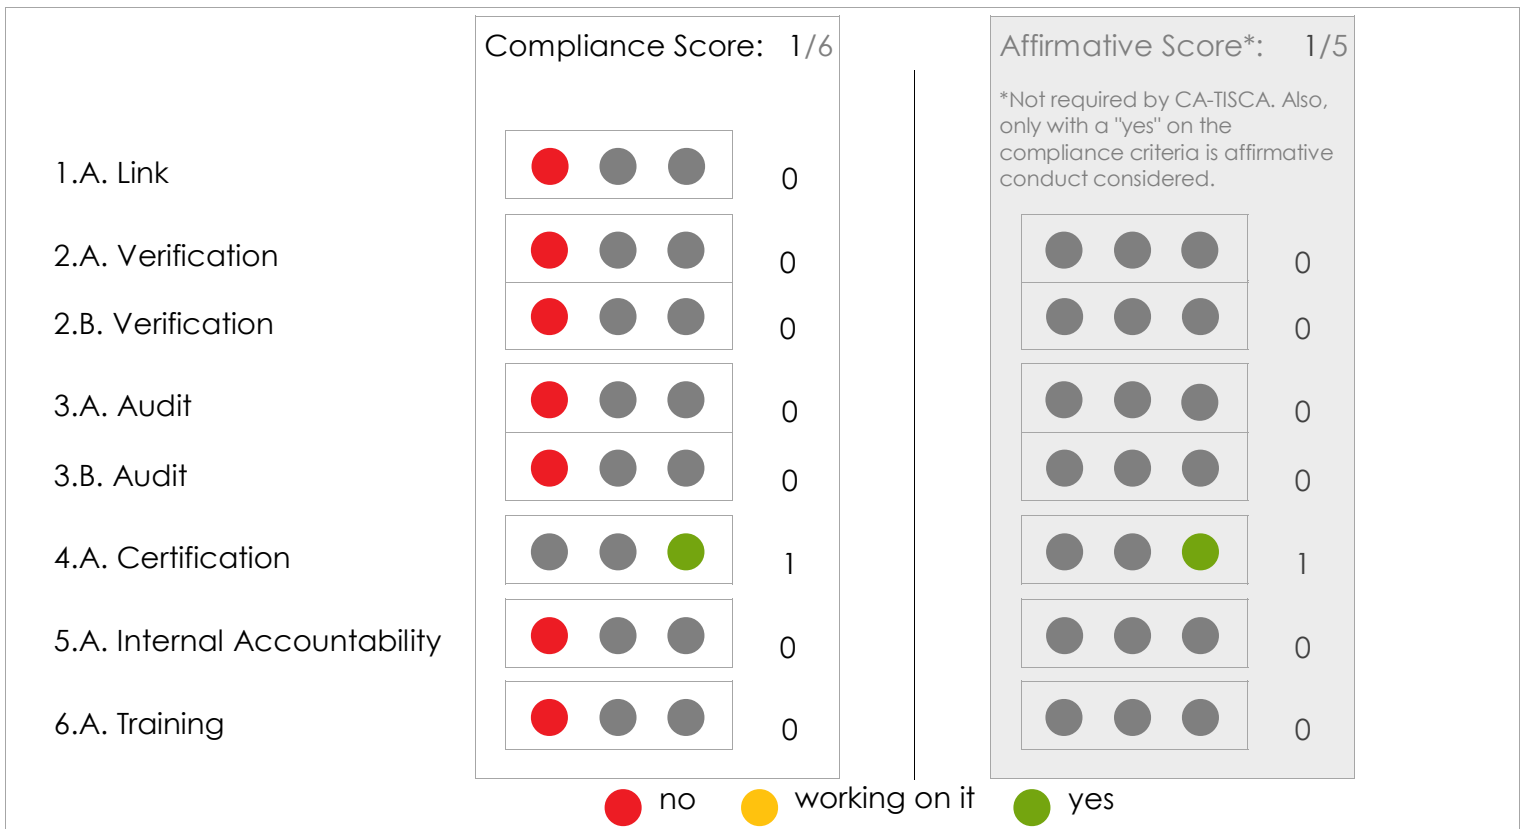 Compliance Score: 1/6
Affirmative Score*: 1/5
*Not required by CA-TISCA. Also,
only with a "yes" on the
compliance criteria is affirmative
conduct considered.
1.A. Link 0
2.A. Verification 0 0
2.B. Verification 0 0
3.A. Audit 0 0
3.B. Audit 0 0
4.A. Certification 1 1
5.A. Internal Accountability 0 0
6.A. Training 0 0
no working on it yes